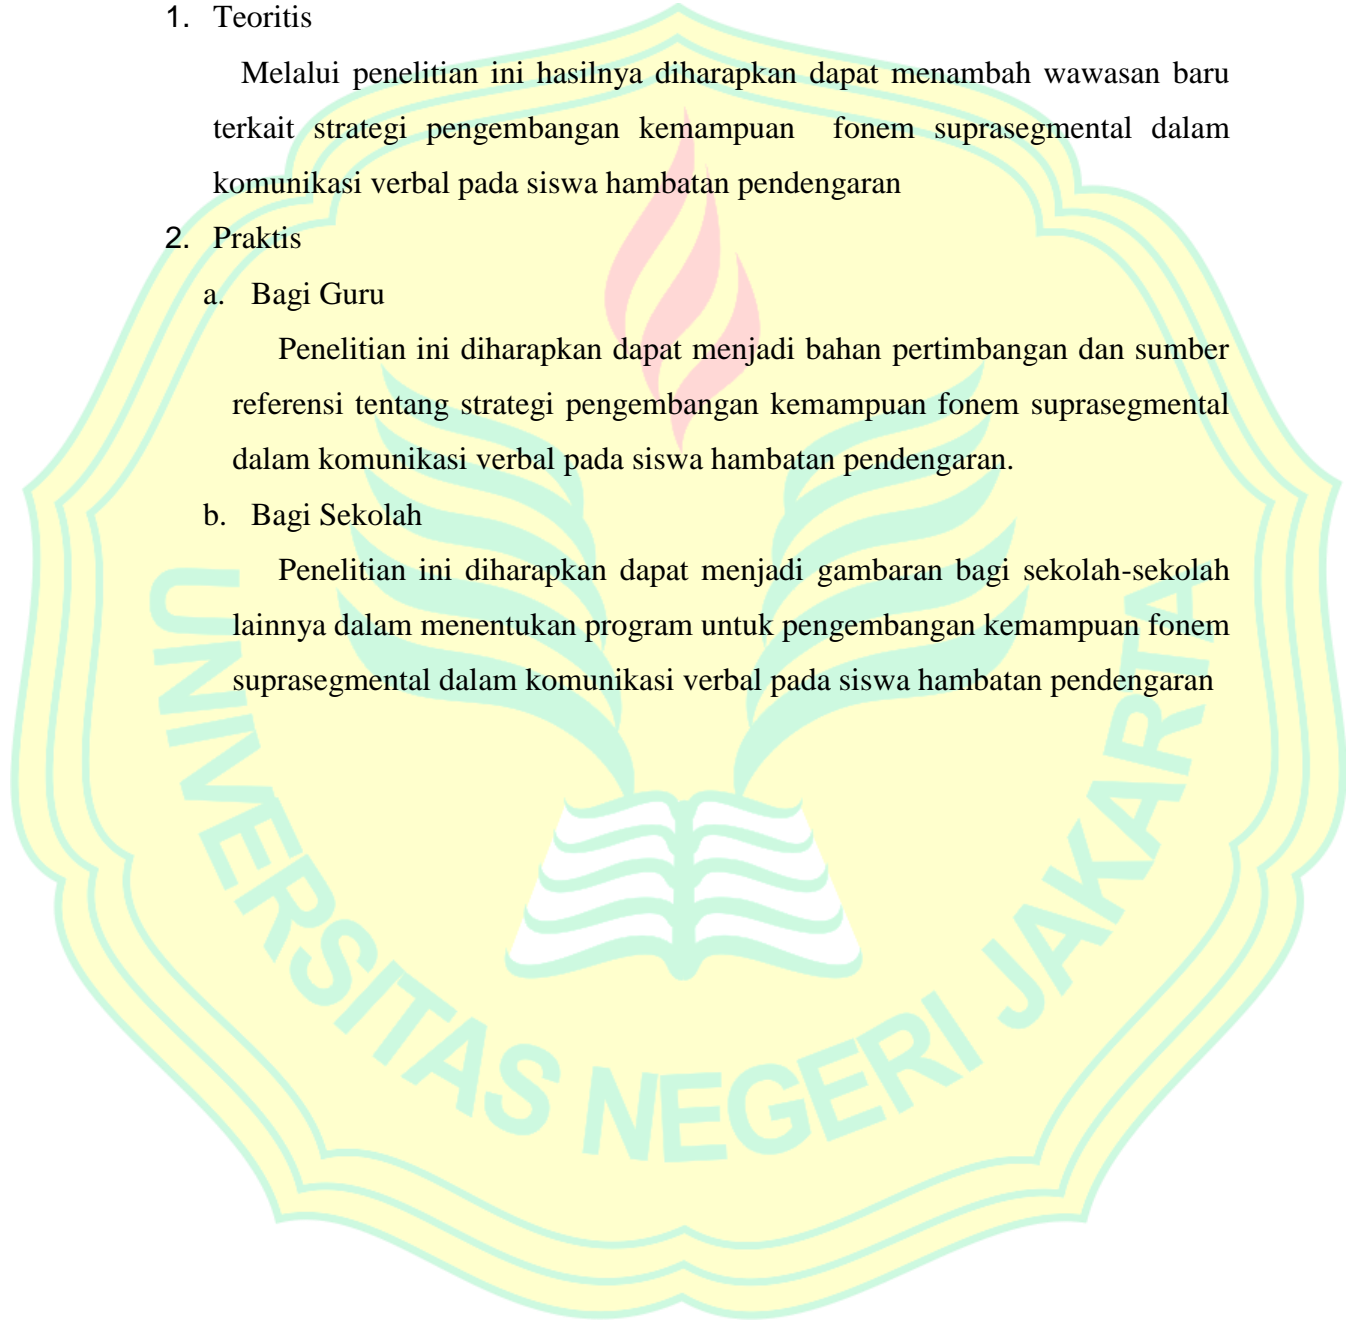 1. Teoritis
Melalui penelitian ini hasilnya diharapkan dapat menambah wawasan baru
terkait strategi pengembangan kemampuan fonem suprasegmental dalam
komunikasi verbal pada siswa hambatan pendengaran
2. Praktis
a. Bagi Guru
Penelitian ini diharapkan dapat menjadi bahan pertimbangan dan sumber
referensi tentang strategi pengembangan kemampuan fonem suprasegmental
dalam komunikasi verbal pada siswa hambatan pendengaran.
b. Bagi Sekolah
Penelitian ini diharapkan dapat menjadi gambaran bagi sekolah-sekolah
lainnya dalam menentukan program untuk pengembangan kemampuan fonem
suprasegmental dalam komunikasi verbal pada siswa hambatan pendengaran
UNIVERSITAS NEGERI JAKARTA